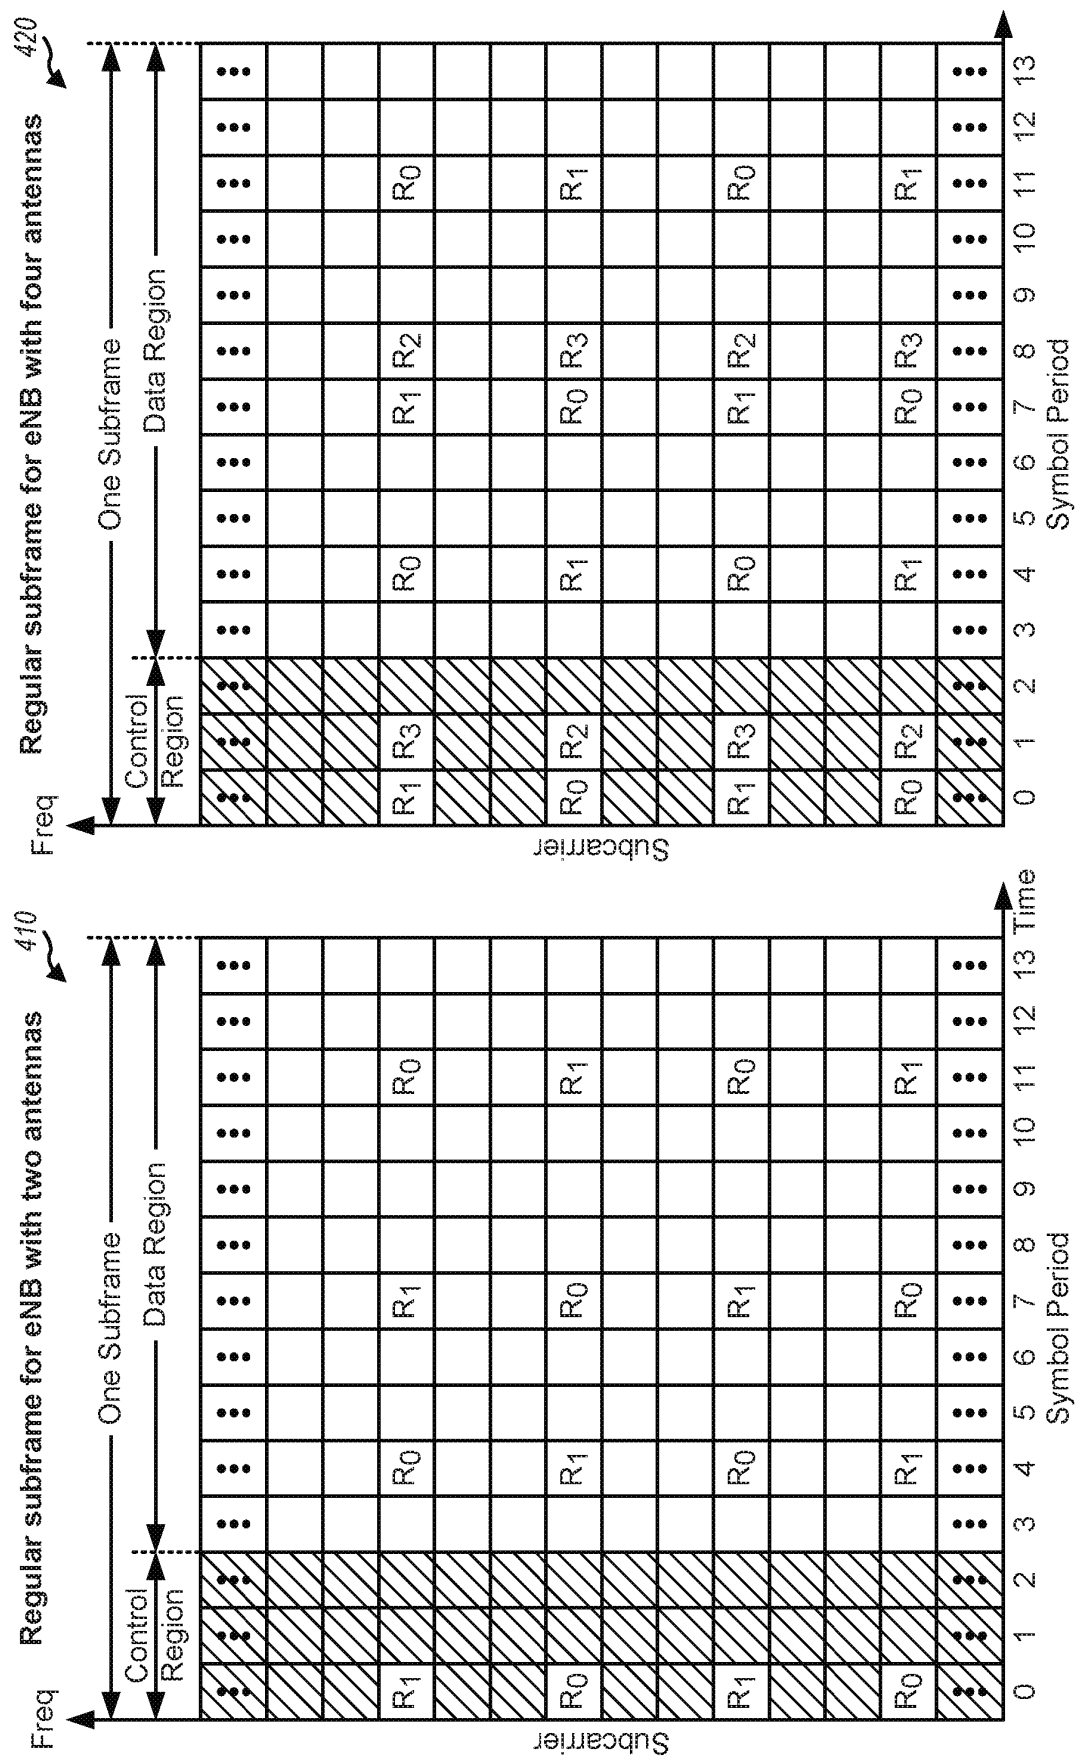 Regular subframe for eNB with two antennas
410
Freq
One Subframe
Control
Region
Data Region
Subcarrier
R1 R0 R1 R0
R0 R1 R0 R1
R1 R0 R1 R0
R0 R1 R0 R1
Time
0 1 2 3 4 5 6 7 8 9 10 11 12 13
Symbol Period
Regular subframe for eNB with four antennas
420
Freq
One Subframe
Control
Region
Data Region
Subcarrier
R1 R3 R0 R1 R2 R0
R0 R2 R1 R0 R3 R1
R1 R3 R0 R1 R2 R0
R0 R2 R1 R0 R3 R1
0 1 2 3 4 5 6 7 8 9 10 11 12 13
Symbol Period